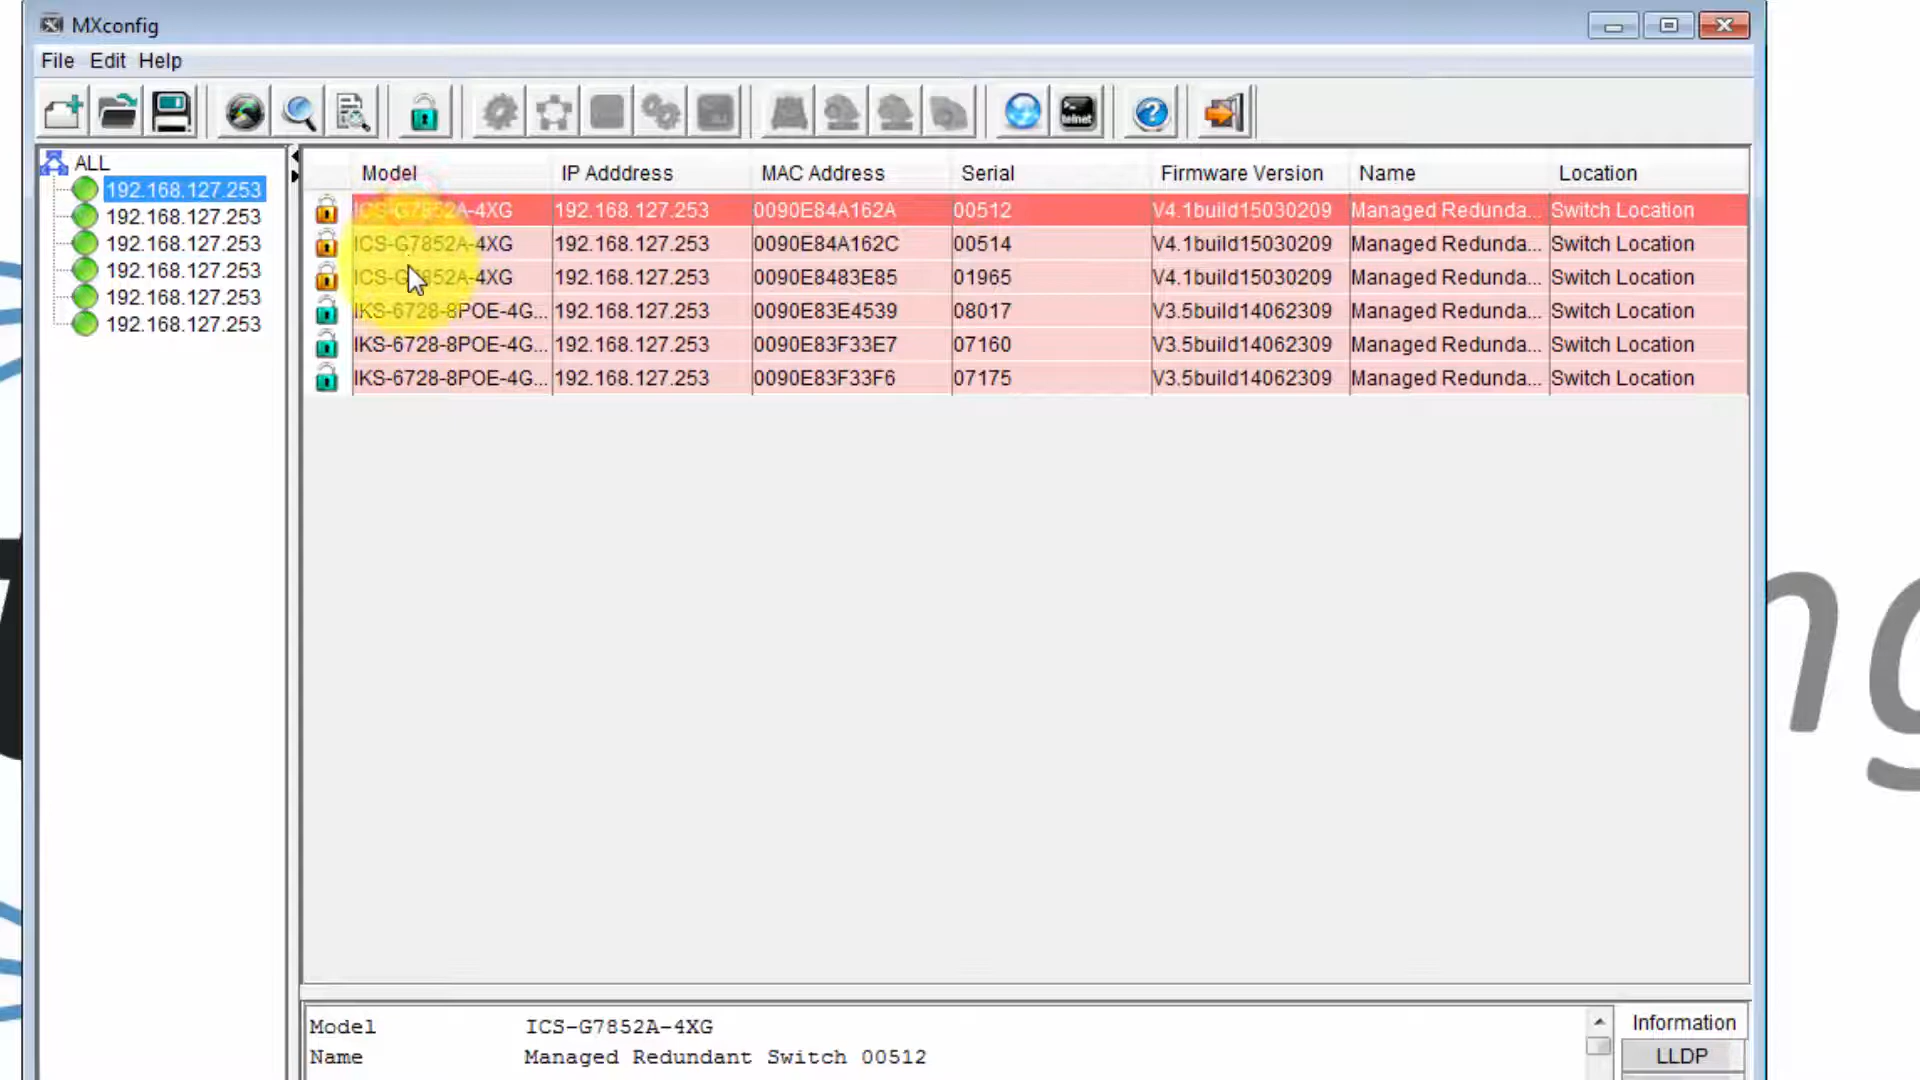 MXconfig
File Edit Help
telnet
ALL
192.168.127.253
192.168.127.253
192.168.127.253
192.168.127.253
192.168.127.253
192.168.127.253
Model IP Adddress MAC Address Serial Firmware Version Name Location
ICS-G7852A-4XG 192.168.127.253 0090E84A162A 00512 V4.1build15030209 Managed Redunda... Switch Location
ICS-G7852A-4XG 192.168.127.253 0090E84A162C 00514 V4.1build15030209 Managed Redunda... Switch Location
ICS-G7852A-4XG 192.168.127.253 0090E8483E85 01965 V4.1build15030209 Managed Redunda... Switch Location
IKS-6728-8POE-4G... 192.168.127.253 0090E83E4539 08017 V3.5build14062309 Managed Redunda... Switch Location
IKS-6728-8POE-4G... 192.168.127.253 0090E83F33E7 07160 V3.5build14062309 Managed Redunda... Switch Location
IKS-6728-8POE-4G... 192.168.127.253 0090E83F33F6 07175 V3.5build14062309 Managed Redunda... Switch Location
Model ICS-G7852A-4XG
Name Managed Redundant Switch 00512
Information
LLDP